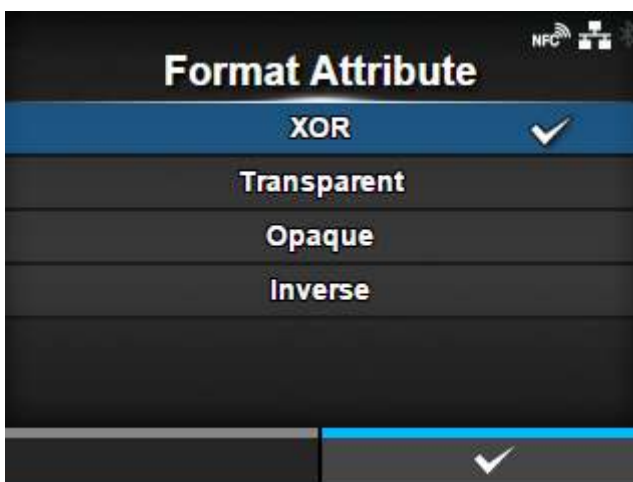 NFC
Format Attribute
XOR
Transparent
Opaque
Inverse